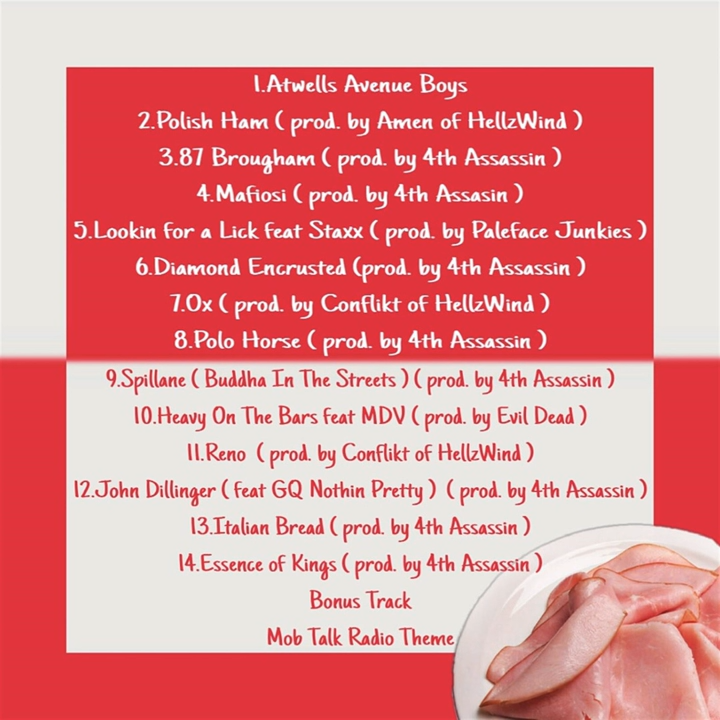 1.Atwells Avenue Boys
2.Polish Ham ( prod. by Amen of HellzWind )
3.87 Brougham ( prod. by 4th Assassin )
4.Mafiosi ( prod. by 4th Assasin )
5.Lookin for a Lick feat Staxx ( prod. by Paleface Junkies )
6.Diamond Encrusted (prod. by 4th Assassin )
7.Ox ( prod. by Conflikt of HellzWind )
8.Polo Horse ( prod. by 4th Assassin )
9.Spillane ( Buddha In The Streets ) ( prod. by 4th Assassin )
10.Heavy On The Bars feat MDV ( prod. by Evil Dead )
11.Reno ( prod. by Conflikt of HellzWind )
12.John Dillinger ( feat GQ Nothin Pretty ) ( prod. by 4th Assassin )
13.Italian Bread ( prod. by 4th Assassin )
14.Essence of Kings ( prod. by 4th Assassin )
Bonus Track
Mob Talk Radio Theme